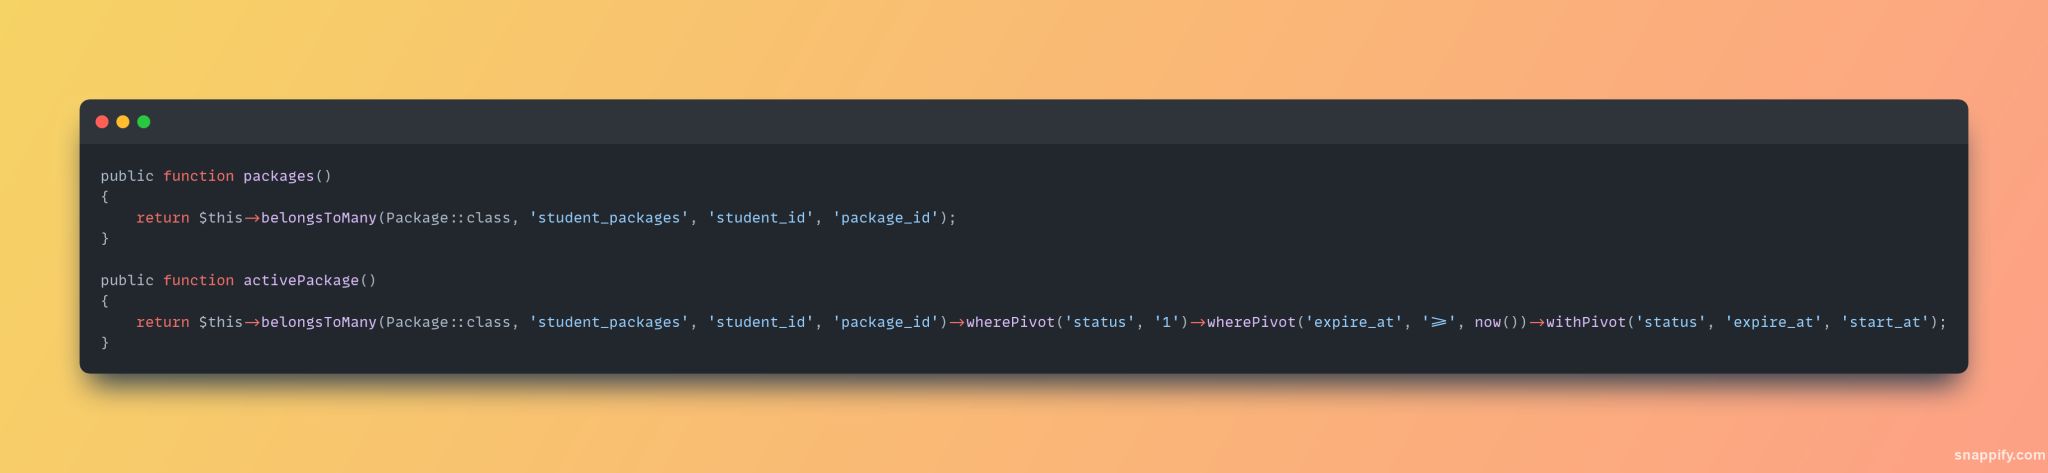 public function packages()
{
    return $this->belongsToMany(Package::class, 'student_packages', 'student_id', 'package_id');
}

public function activePackage()
{
    return $this->belongsToMany(Package::class, 'student_packages', 'student_id', 'package_id')->wherePivot('status', '1')->wherePivot('expire_at', '>=', now())->withPivot('status', 'expire_at', 'start_at');
}
snappify.com